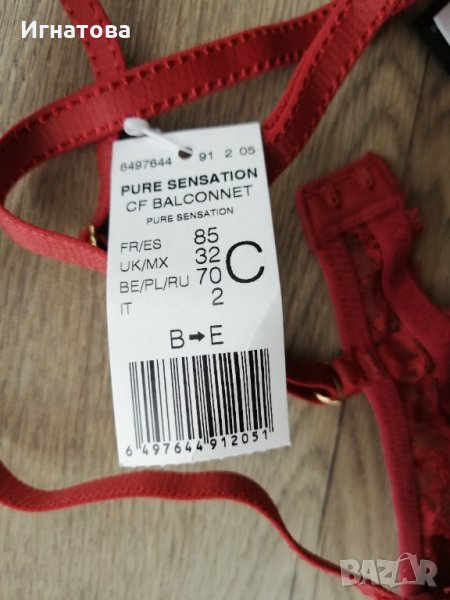 Игнатова
6497644 91 2 05
PURE SENSATION
CF BALCONNET
PURE SENSATION
FR/ES 85
UK/MX 32
BE/PL/RU 70
IT 2
C
B➡E
6 497644 912051
BAZAR